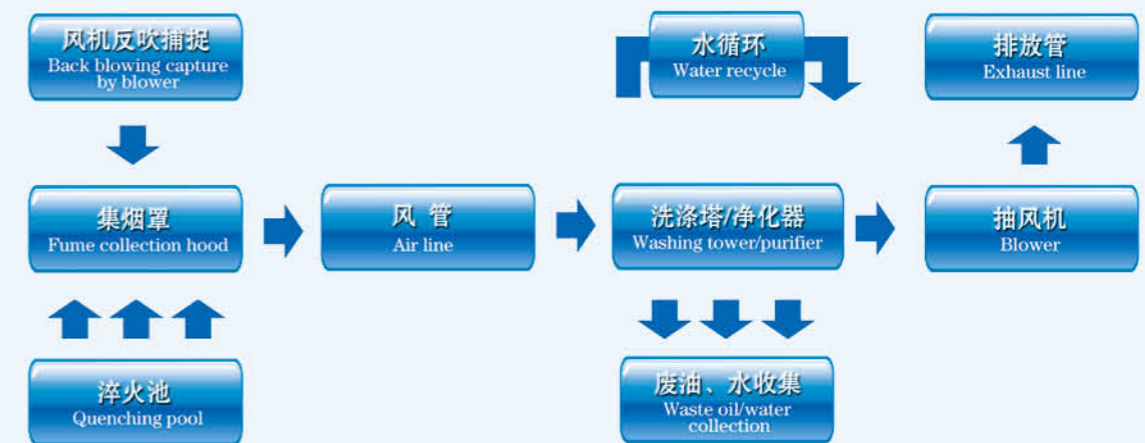 风机反吹捕捉
Back blowing capture
by blower
水循环
Water recycle
排放管
Exhaust line
集烟罩
Fume collection hood
风 管
Air line
洗涤塔/净化器
Washing tower/purifier
抽风机
Blower
淬火池
Quenching pool
废油、水收集
Waste oil/water
collection